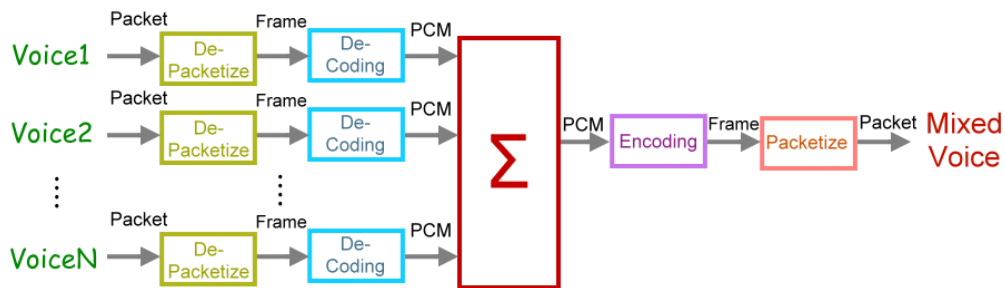 Packet Frame PCM
Voice1 De- De-
Packetize Coding
Packet Frame PCM
Voice2 De- De-
Packetize Coding
Σ
PCM Encoding Frame Packetize Packet Mixed
Voice
Packet Frame PCM
VoiceN De- De-
Packetize Coding